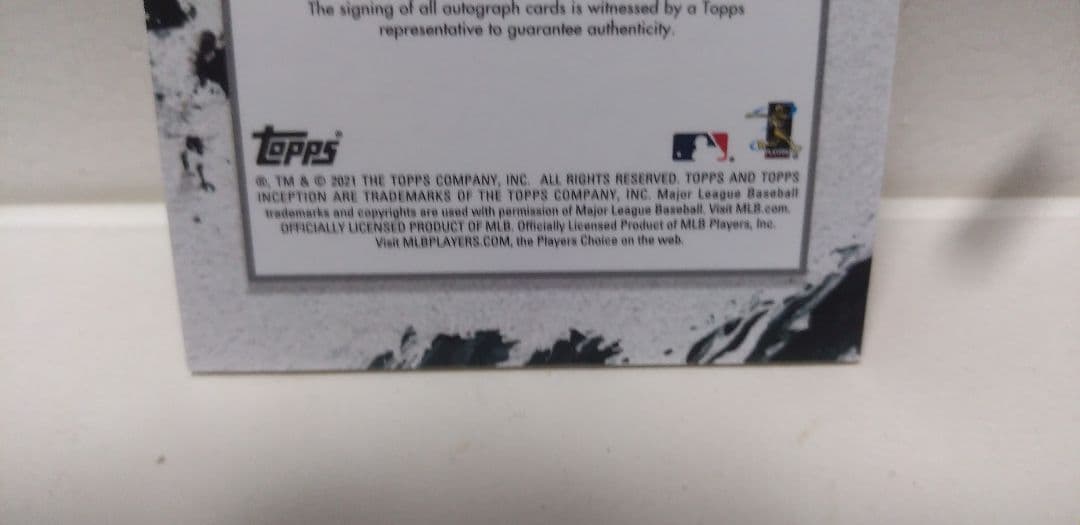 The signing of all autograph cards is witnessed by a Topps
representative to guarantee authenticity.
TOPPS
®, TM & © 2021 THE TOPPS COMPANY, INC. ALL RIGHTS RESERVED. TOPPS AND TOPPS
INCEPTION ARE TRADEMARKS OF THE TOPPS COMPANY, INC. Major League Baseball
trademarks and copyrights are used with permission of Major League Baseball. Visit MLB.com.
OFFICIALLY LICENSED PRODUCT OF MLB. Officially Licensed Product of MLB Players, Inc.
Visit MLBPLAYERS.COM, the Players Choice on the web.